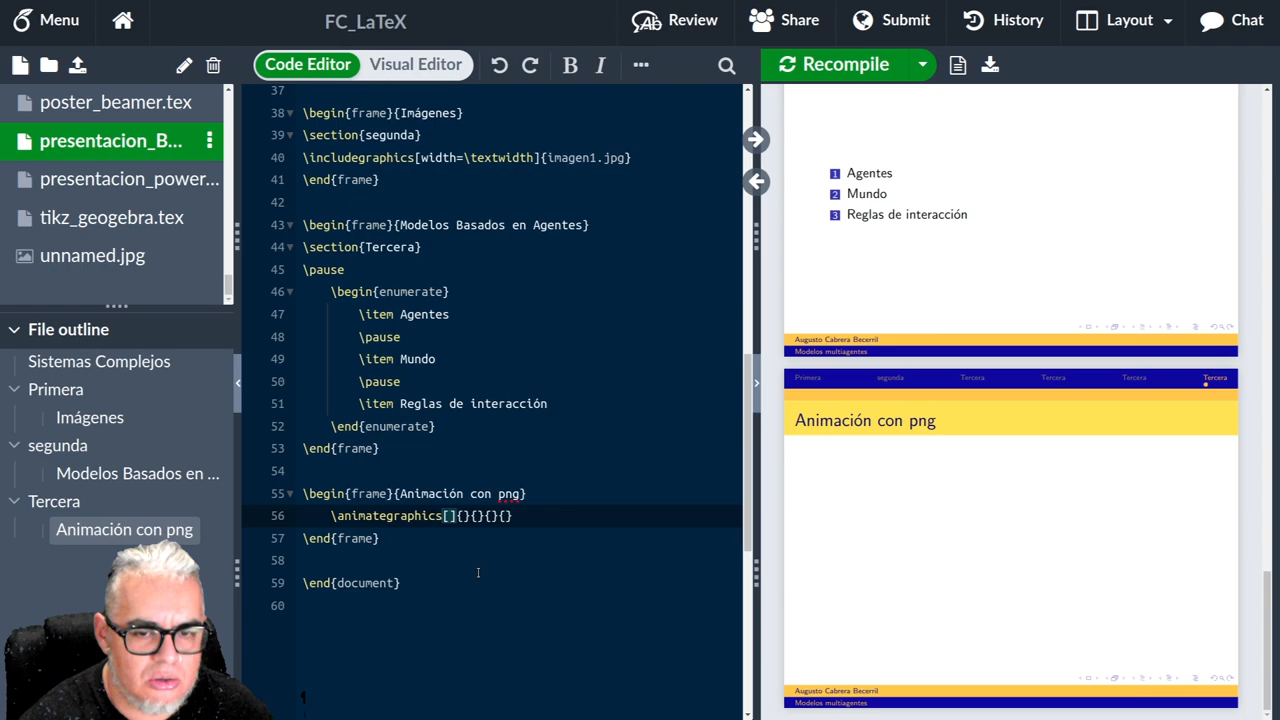 Menu
FC_LaTeX
Review
Share
Submit
History
Layout
Chat
Code Editor
Visual Editor
B
I
Recompile
poster_beamer.tex
presentacion_B...
presentacion_power...
tikz_geogebra.tex
unnamed.jpg
File outline
Sistemas Complejos
Primera
Imágenes
segunda
Modelos Basados en ...
Tercera
Animación con png
37
38 \begin{frame}{Imágenes}
39 \section{segunda}
40 \includegraphics[width=\textwidth]{imagen1.jpg}
41 \end{frame}
42
43 \begin{frame}{Modelos Basados en Agentes}
44 \section{Tercera}
45 \pause
46 \begin{enumerate}
47 \item Agentes
48 \pause
49 \item Mundo
50 \pause
51 \item Reglas de interacción
52 \end{enumerate}
53 \end{frame}
54
55 \begin{frame}{Animación con png}
56 \animategraphics[]{}{}{}{}
57 \end{frame}
58
59 \end{document}
60
1 Agentes
2 Mundo
3 Reglas de interacción
Augusto Cabrera Becerril
Modelos multiagentes
Primera segunda Tercera Tercera Tercera Tercera
Animación con png
Augusto Cabrera Becerril
Modelos multiagentes